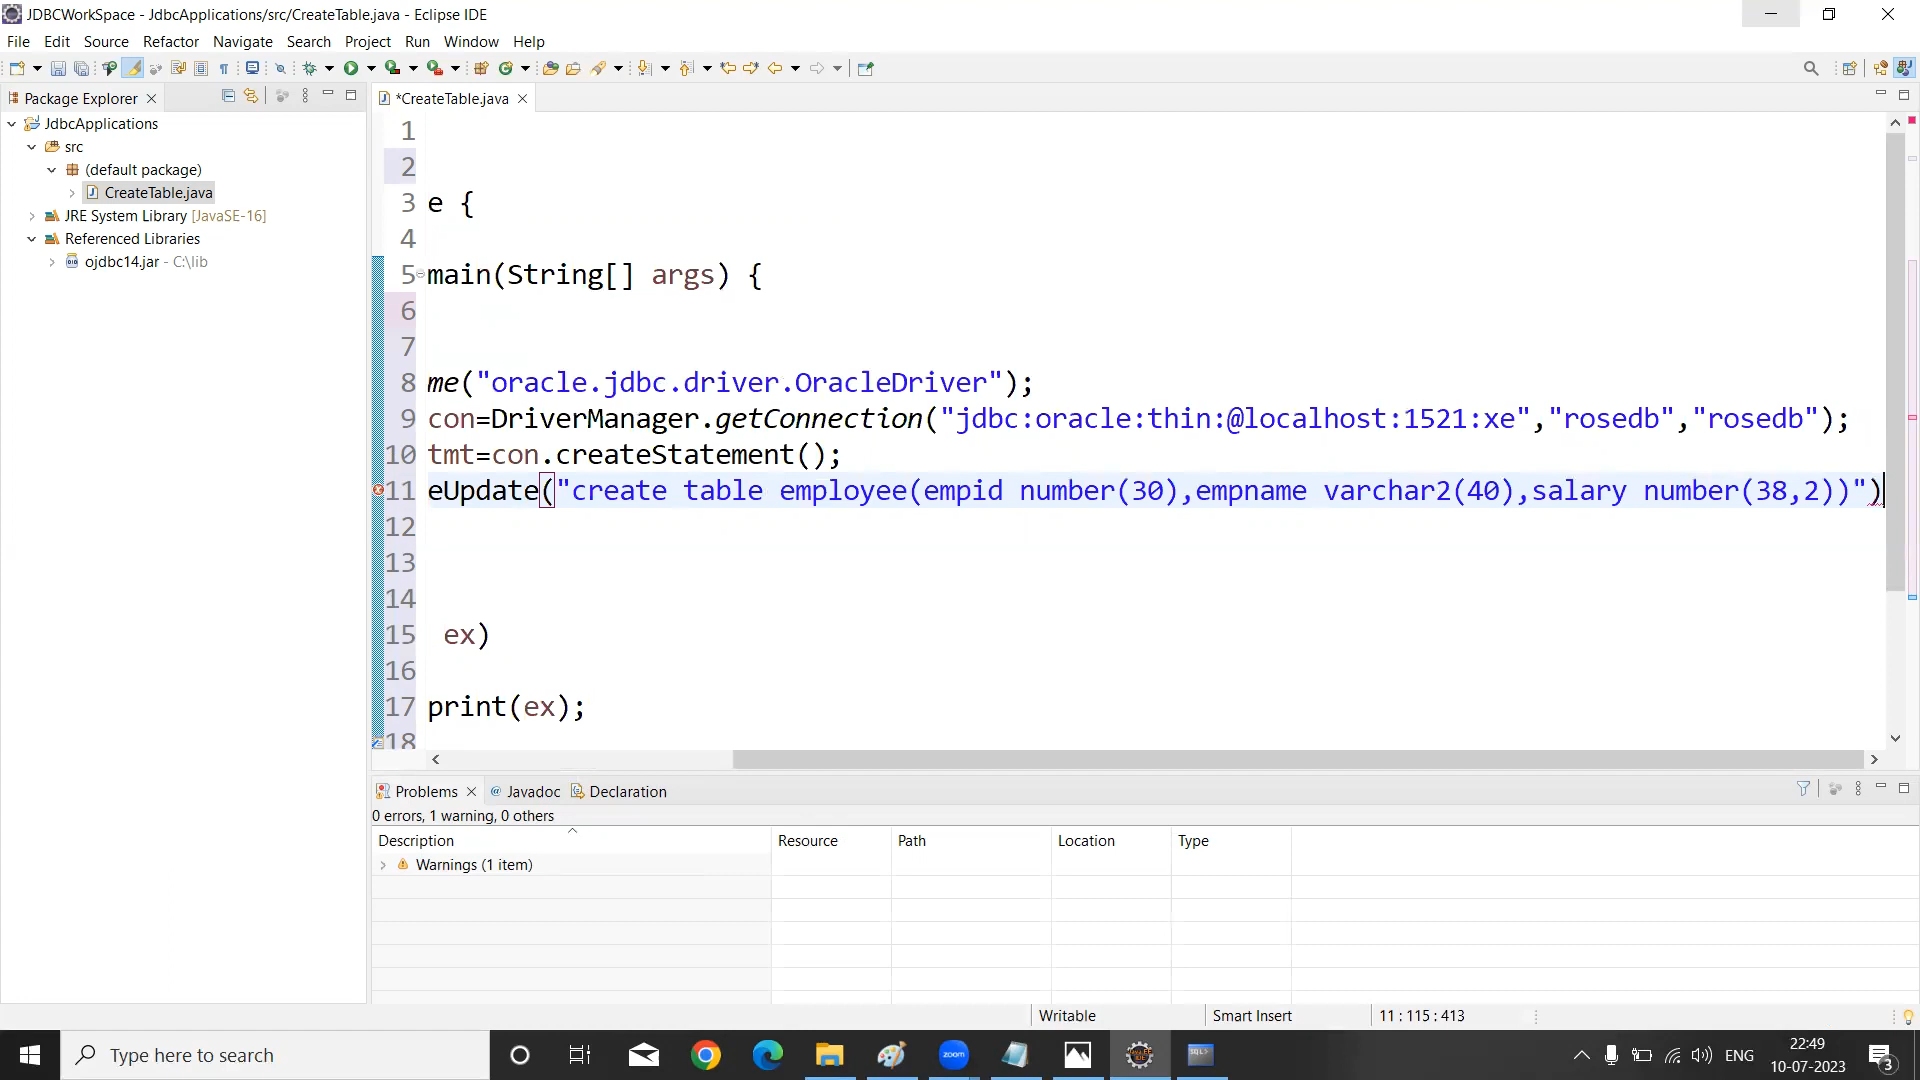 JDBCWorkSpace - JdbcApplications/src/CreateTable.java - Eclipse IDE
File Edit Source Refactor Navigate Search Project Run Window Help
Package Explorer
*CreateTable.java
JdbcApplications
src
(default package)
CreateTable.java
JRE System Library [JavaSE-16]
Referenced Libraries
ojdbc14.jar - C:\lib
1
2
3 e {
4
5 main(String[] args) {
6
7
8 me("oracle.jdbc.driver.OracleDriver");
9 con=DriverManager.getConnection("jdbc:oracle:thin:@localhost:1521:xe","rosedb","rosedb");
10 tmt=con.createStatement();
11 eUpdate("create table employee(empid number(30),empname varchar2(40),salary number(38,2))")
12
13
14
15 ex)
16
17 print(ex);
18
Problems Javadoc Declaration
0 errors, 1 warning, 0 others
Description Resource Path Location Type
Warnings (1 item)
Writable Smart Insert 11 : 115 : 413
Type here to search
zoom
SQL>
ENG
22:49
10-07-2023
3